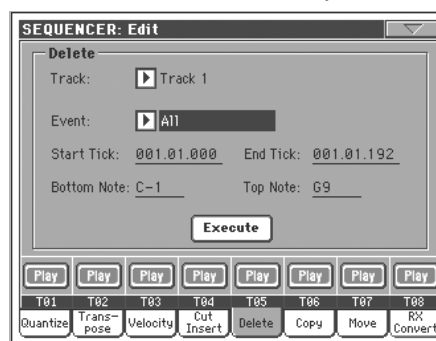 SEQUENCER: Edit
Delete
Track: Track 1
Event: All
Start Tick: 001.01.000 End Tick: 001.01.192
Bottom Note: C-1 Top Note: G9
Execute
Play Play Play Play Play Play Play Play
T01 T02 T03 T04 T05 T06 T07 T08
Quantize Trans-pose Velocity Cut Insert Delete Copy Move RX Convert